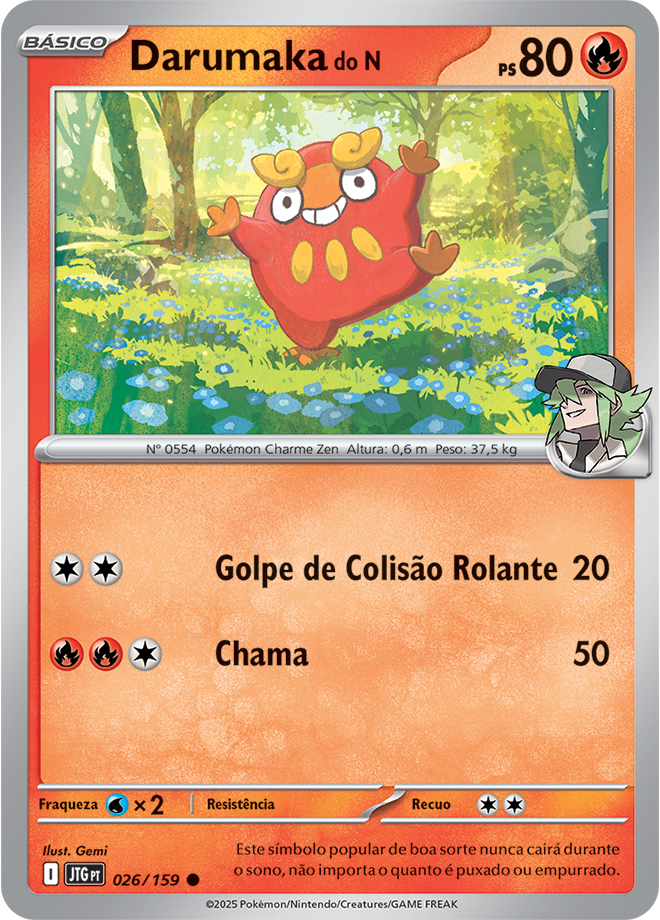 BÁSICO
Darumaka do N
PS 80
Nº 0554 Pokémon Charme Zen Altura: 0,6 m Peso: 37,5 kg
Golpe de Colisão Rolante 20
Chama 50
Fraqueza ×2 Resistência Recuo
Ilust. Gemi
Este símbolo popular de boa sorte nunca cairá durante
o sono, não importa o quanto é puxado ou empurrado.
I JTG PT 026/159
©2025 Pokémon/Nintendo/Creatures/GAME FREAK